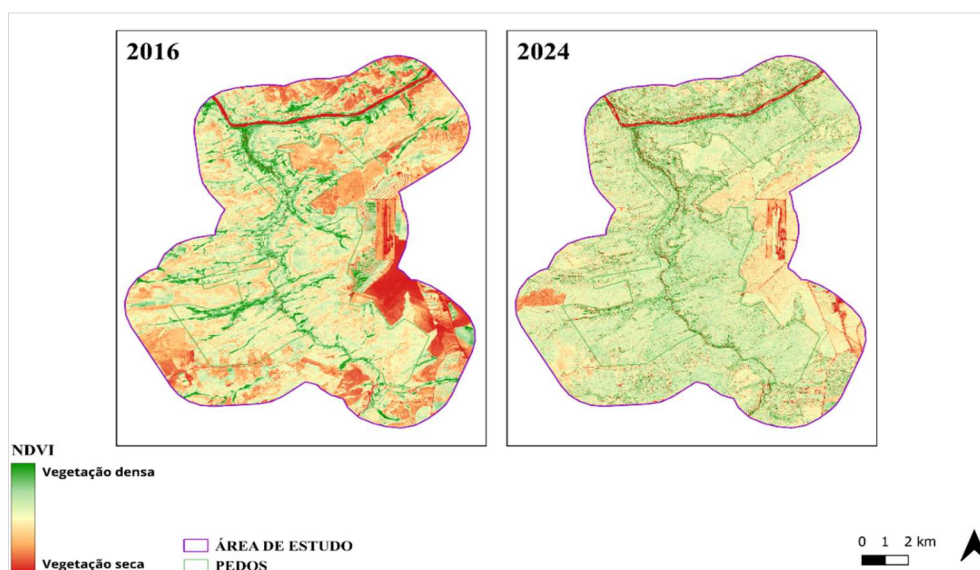 2016
2024
NDVI
Vegetação densa
Vegetação seca
ÁREA DE ESTUDO
PEDOS
0 1 2 km